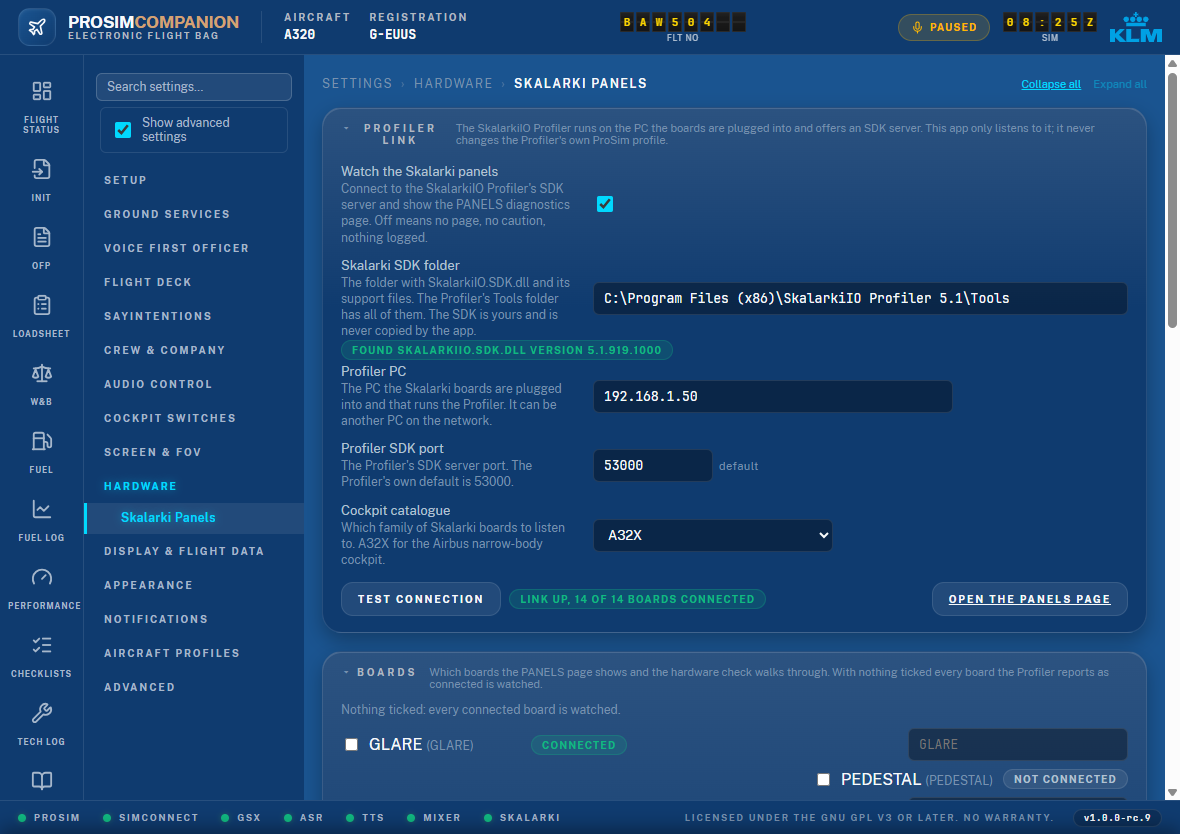 PROSIMCOMPANION
ELECTRONIC FLIGHT BAG
AIRCRAFT
A320
REGISTRATION
G-EUUS
BAW504
FLT NO
PAUSED
08:25Z
SIM
KLM
FLIGHT
STATUS
INIT
OFP
LOADSHEET
W&B
FUEL
FUEL LOG
PERFORMANCE
CHECKLISTS
TECH LOG
Search settings...
Show advanced
settings
SETUP
GROUND SERVICES
VOICE FIRST OFFICER
FLIGHT DECK
SAYINTENTIONS
CREW & COMPANY
AUDIO CONTROL
COCKPIT SWITCHES
SCREEN & FOV
HARDWARE
Skalarki Panels
DISPLAY & FLIGHT DATA
APPEARANCE
NOTIFICATIONS
AIRCRAFT PROFILES
ADVANCED
SETTINGS › HARDWARE › SKALARKI PANELS
Collapse all
Expand all
PROFILER
LINK
The SkalarkiIO Profiler runs on the PC the boards are plugged into and offers an SDK server. This app only listens to it; it never
changes the Profiler's own ProSim profile.
Watch the Skalarki panels
Connect to the SkalarkiIO Profiler's SDK
server and show the PANELS diagnostics
page. Off means no page, no caution,
nothing logged.
Skalarki SDK folder
The folder with SkalarkiIO.SDK.dll and its
support files. The Profiler's Tools folder
has all of them. The SDK is yours and is
never copied by the app.
C:\Program Files (x86)\SkalarkiIO Profiler 5.1\Tools
FOUND SKALARKIIO.SDK.DLL VERSION 5.1.919.1000
Profiler PC
The PC the Skalarki boards are plugged
into and that runs the Profiler. It can be
another PC on the network.
192.168.1.50
Profiler SDK port
The Profiler's SDK server port. The
Profiler's own default is 53000.
53000
default
Cockpit catalogue
Which family of Skalarki boards to listen
to. A32X for the Airbus narrow-body
cockpit.
A32X
TEST CONNECTION
LINK UP, 14 OF 14 BOARDS CONNECTED
OPEN THE PANELS PAGE
BOARDS
Which boards the PANELS page shows and the hardware check walks through. With nothing ticked every board the Profiler reports as
connected is watched.
Nothing ticked: every connected board is watched.
GLARE (GLARE)
CONNECTED
GLARE
PEDESTAL (PEDESTAL)
NOT CONNECTED
PROSIM
SIMCONNECT
GSX
ASR
TTS
MIXER
SKALARKI
LICENSED UNDER THE GNU GPL V3 OR LATER. NO WARRANTY.
v1.0.0-rc.9